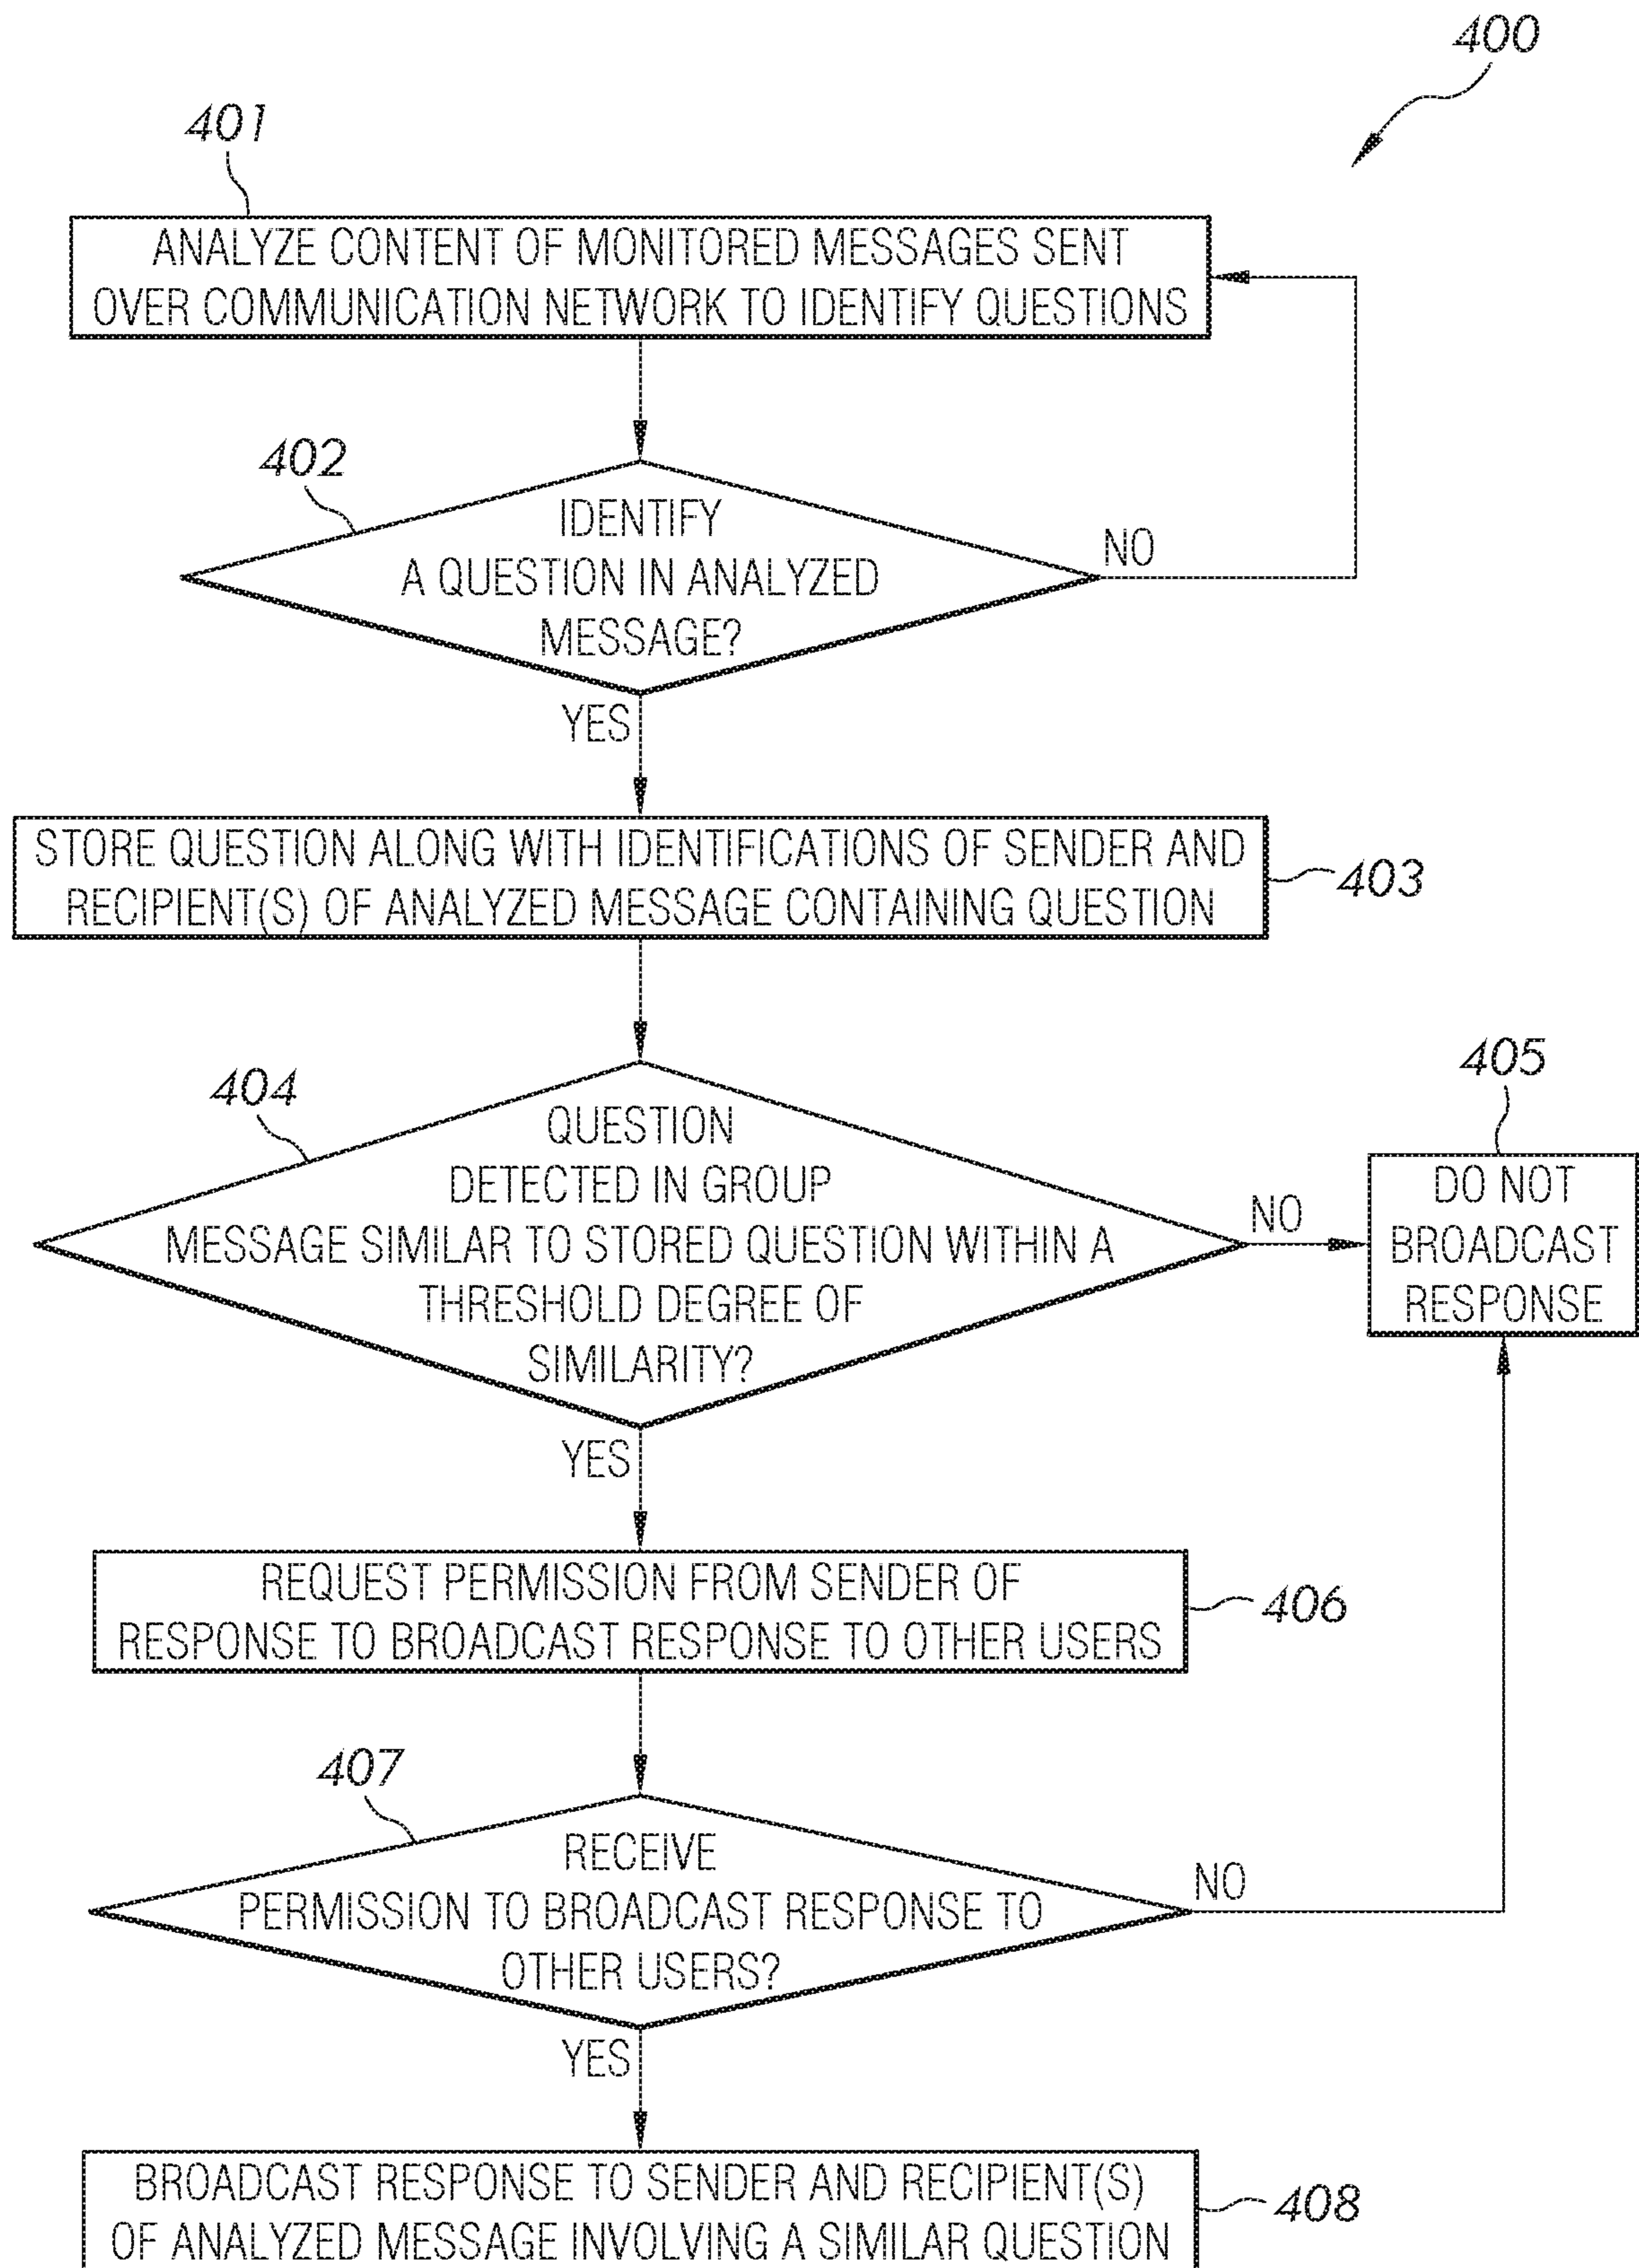 400
401
ANALYZE CONTENT OF MONITORED MESSAGES SENT
OVER COMMUNICATION NETWORK TO IDENTIFY QUESTIONS
402
IDENTIFY
A QUESTION IN ANALYZED
MESSAGE?
NO
YES
STORE QUESTION ALONG WITH IDENTIFICATIONS OF SENDER AND
RECIPIENT(S) OF ANALYZED MESSAGE CONTAINING QUESTION
403
404
QUESTION
DETECTED IN GROUP
MESSAGE SIMILAR TO STORED QUESTION WITHIN A
THRESHOLD DEGREE OF
SIMILARITY?
NO
405
DO NOT
BROADCAST
RESPONSE
YES
REQUEST PERMISSION FROM SENDER OF
RESPONSE TO BROADCAST RESPONSE TO OTHER USERS
406
407
RECEIVE
PERMISSION TO BROADCAST RESPONSE TO
OTHER USERS?
NO
YES
BROADCAST RESPONSE TO SENDER AND RECIPIENT(S)
OF ANALYZED MESSAGE INVOLVING A SIMILAR QUESTION
408